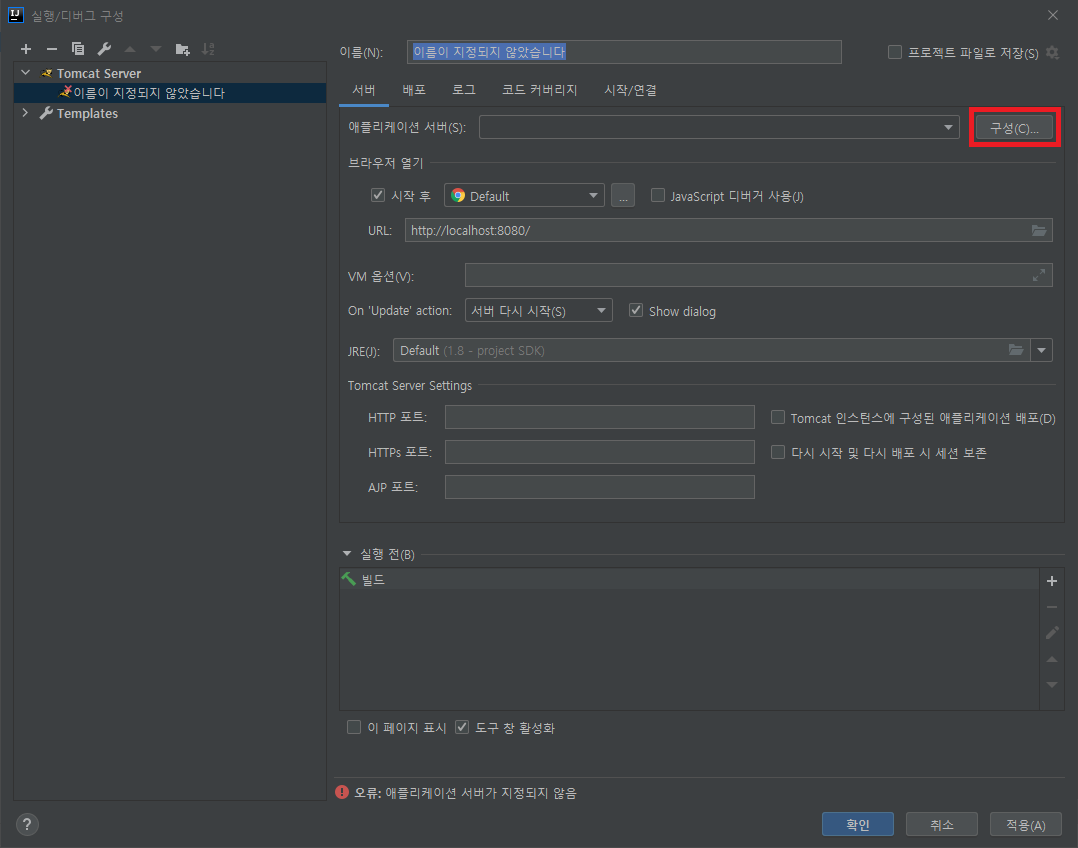 실행/디버그 구성
Tomcat Server
이름이 지정되지 않았습니다
Templates
이름(N): 이름이 지정되지 않았습니다 프로젝트 파일로 저장(S)
서버 배포 로그 코드 커버리지 시작/연결
애플리케이션 서버(S): 구성(C)...
브라우저 열기
시작 후 Default ... JavaScript 디버거 사용(J)
URL: http://localhost:8080/
VM 옵션(V):
On 'Update' action: 서버 다시 시작(S) Show dialog
JRE(J): Default (1.8 - project SDK)
Tomcat Server Settings
HTTP 포트: Tomcat 인스턴스에 구성된 애플리케이션 배포(D)
HTTPs 포트: 다시 시작 및 다시 배포 시 세션 보존
AJP 포트:
실행 전(B)
빌드
이 페이지 표시 도구 창 활성화
오류: 애플리케이션 서버가 지정되지 않음
? 확인 취소 적용(A)